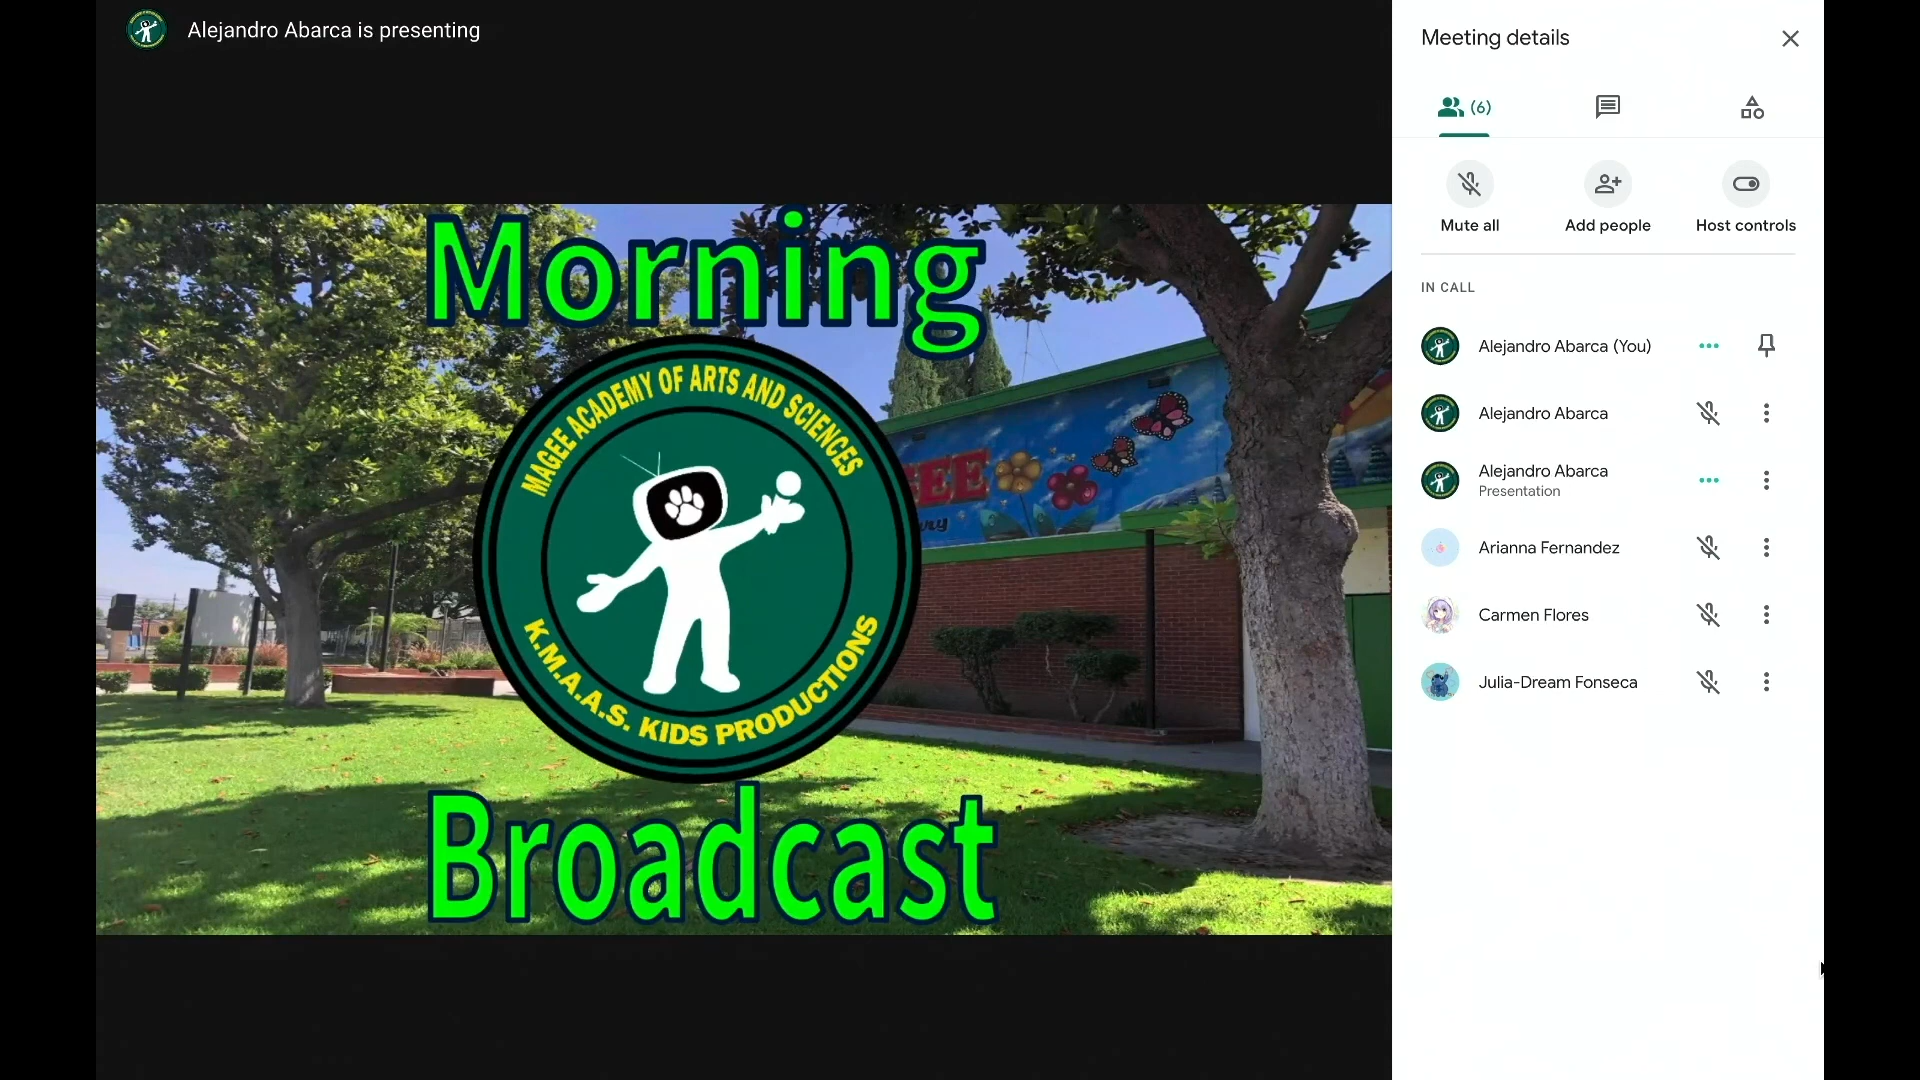 Alejandro Abarca is presenting
Morning
MAGEE ACADEMY OF ARTS AND SCIENCES
K.M.A.A.S. KIDS PRODUCTIONS
Broadcast
Meeting details
(6)
Mute all
Add people
Host controls
IN CALL
Alejandro Abarca (You)
Alejandro Abarca
Alejandro Abarca
Presentation
Arianna Fernandez
Carmen Flores
Julia-Dream Fonseca